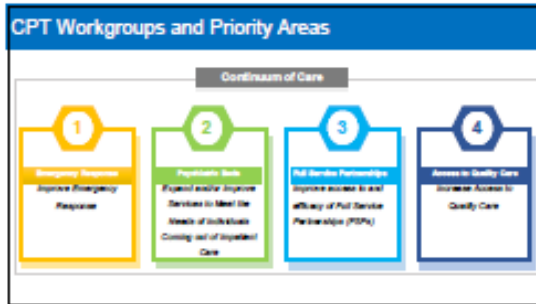 CPT Workgroups and Priority Areas
Continuum of Care
1
Emergency Response
Improve Emergency
Response
2
Psychiatric Beds
Expand and/or Improve
Services to Meet the
Needs of Individuals
Coming out of Inpatient
Care
3
Full Service Partnerships
Improve access to and
efficacy of Full Service
Partnerships (FSPs)
4
Access to Quality Care
Increase Access to
Quality Care